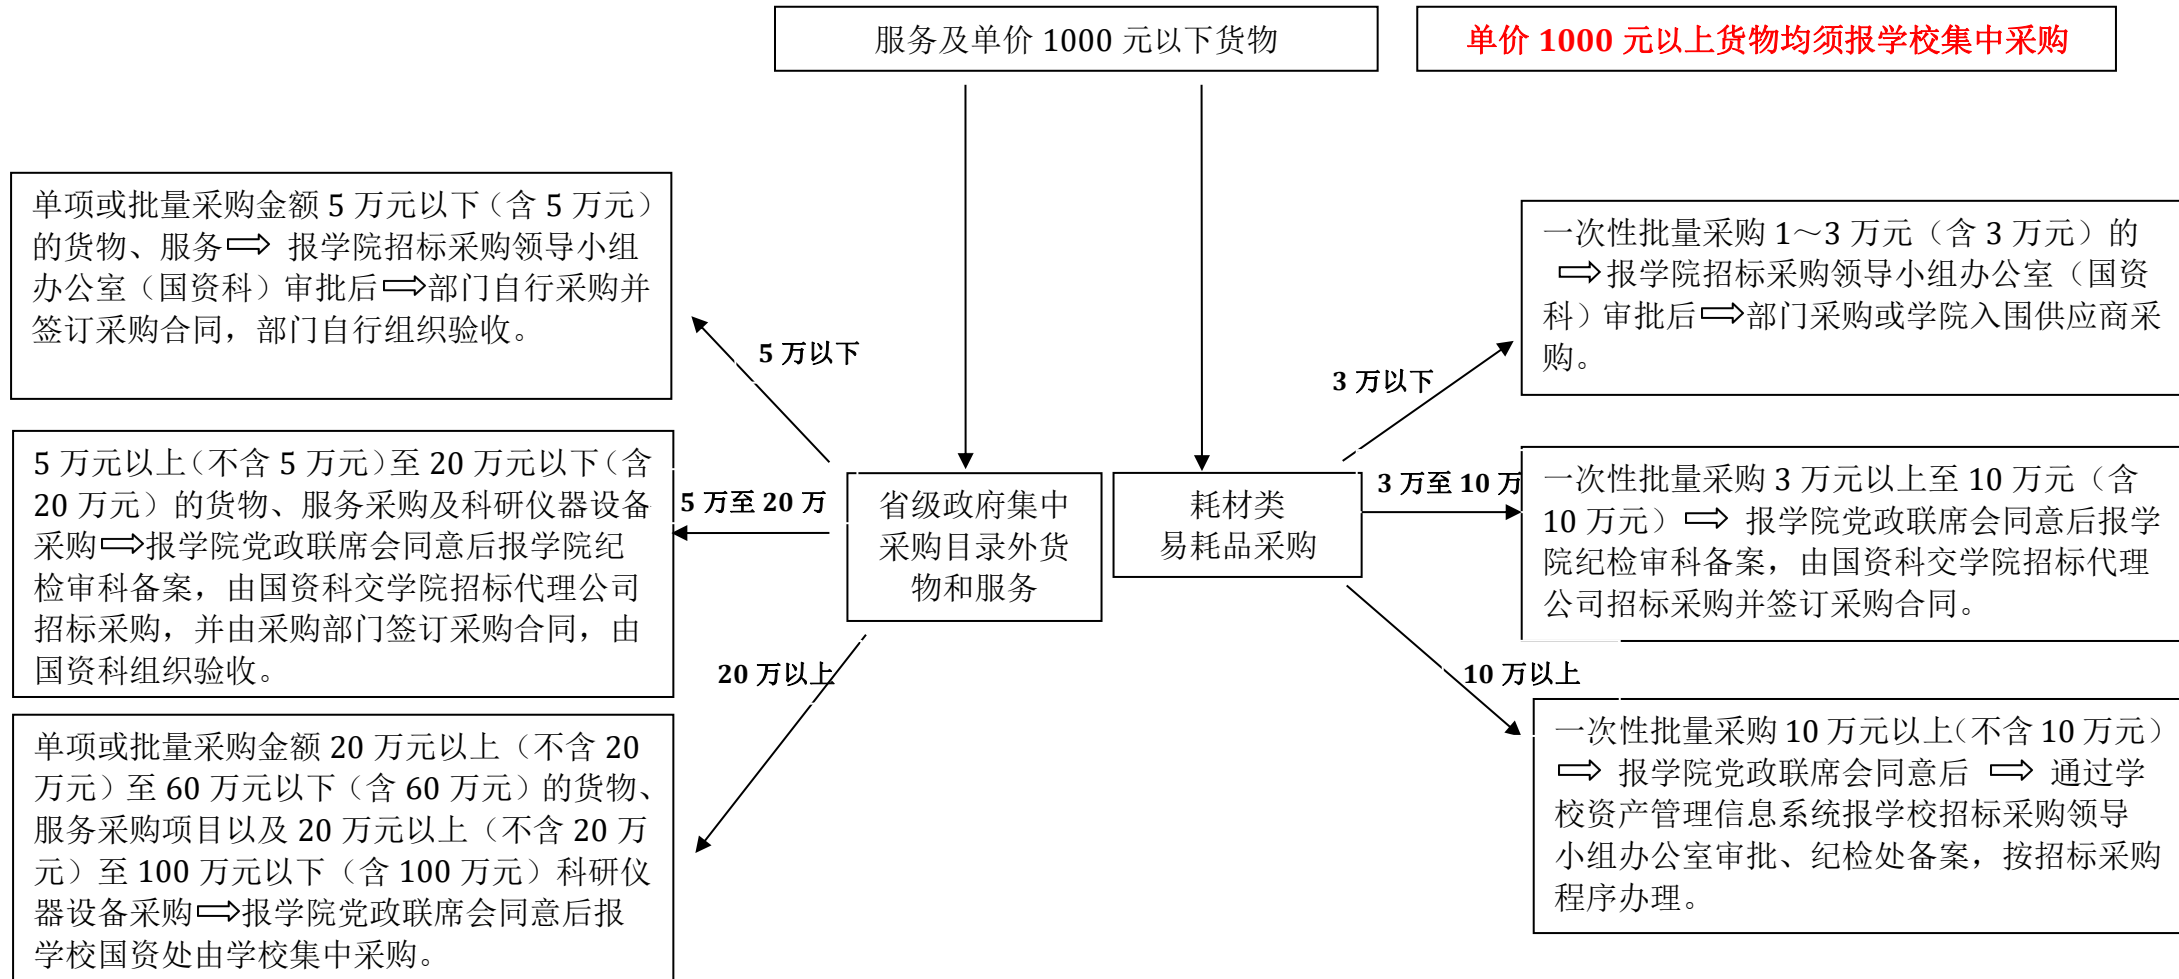 服务及单价 1000 元以下货物
单价 1000 元以上货物均须报学校集中采购
单项或批量采购金额 5 万元以下（含 5 万元）
的货物、服务⇨ 报学院招标采购领导小组
办公室（国资科）审批后⇨部门自行采购并
签订采购合同，部门自行组织验收。
5 万以下
5 万元以上（不含 5 万元）至 20 万元以下（含
20 万元）的货物、服务采购及科研仪器设备
采购⇨报学院党政联席会同意后报学院纪
检审科备案，由国资科交学院招标代理公司
招标采购，并由采购部门签订采购合同，由
国资科组织验收。
5 万至 20 万
单项或批量采购金额 20 万元以上（不含 20
万元）至 60 万元以下（含 60 万元）的货物、
服务采购项目以及 20 万元以上（不含 20 万
元）至 100 万元以下（含 100 万元）科研仪
器设备采购⇨报学院党政联席会同意后报
学校国资处由学校集中采购。
20 万以上
省级政府集中
采购目录外货
物和服务
耗材类
易耗品采购
3 万以下
一次性批量采购 1～3 万元（含 3 万元）的
⇨报学院招标采购领导小组办公室（国资
科）审批后⇨部门采购或学院入围供应商采
购。
3 万至 10 万
一次性批量采购 3 万元以上至 10 万元（含
10 万元）⇨ 报学院党政联席会同意后报学
院纪检审科备案，由国资科交学院招标代理
公司招标采购并签订采购合同。
10 万以上
一次性批量采购 10 万元以上（不含 10 万元）
⇨ 报学院党政联席会同意后 ⇨ 通过学
校资产管理信息系统报学校招标采购领导
小组办公室审批、纪检处备案，按招标采购
程序办理。